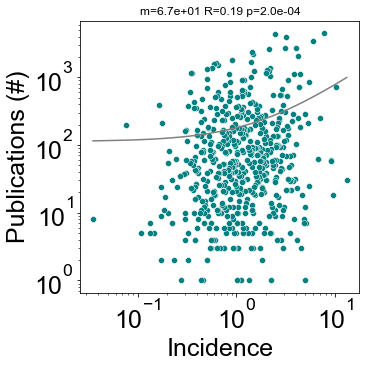 m=6.7e+01 R=0.19 p=2.0e-04
Publications (#)
10³
10²
10¹
10⁰
10⁻¹ 10⁰ 10¹
Incidence